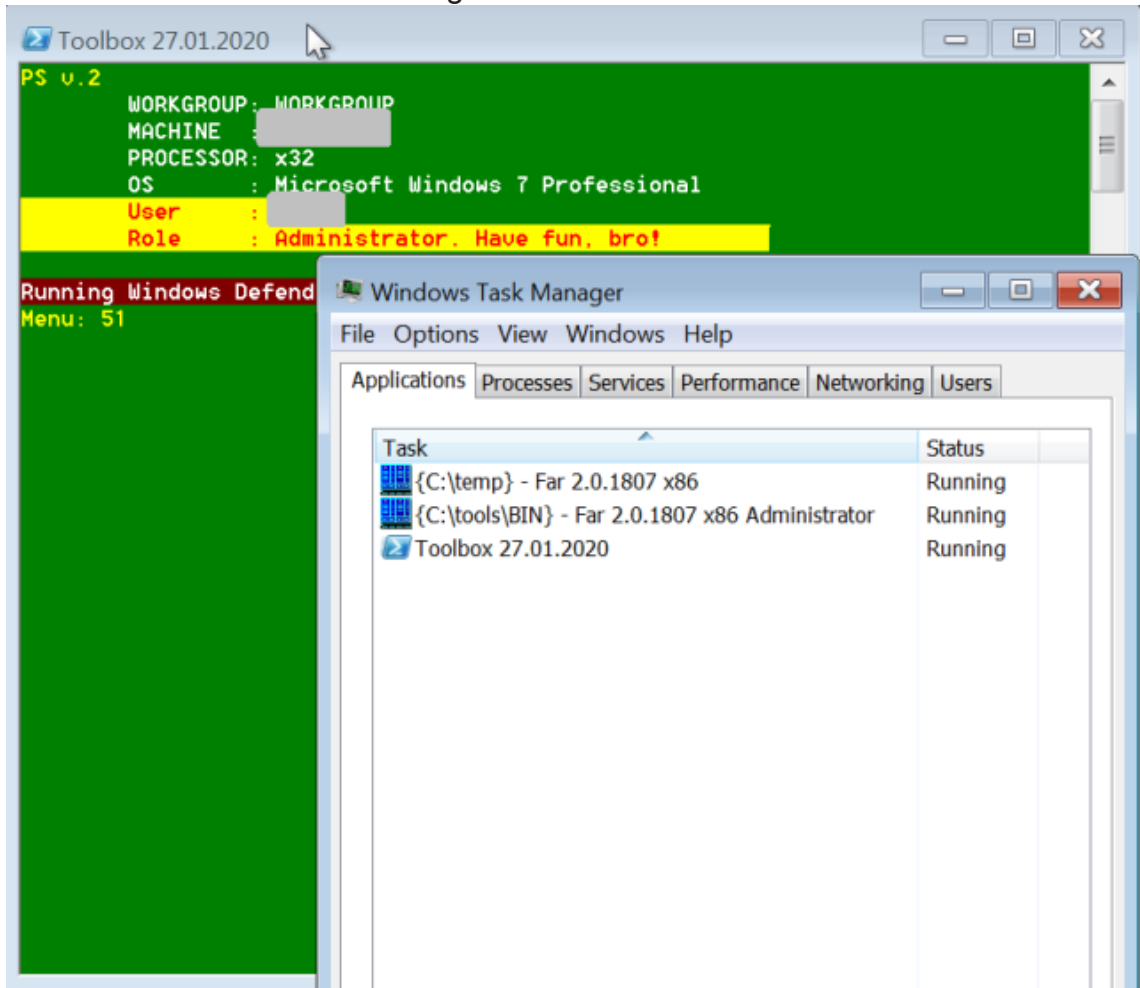 Toolbox 27.01.2020
PS v.2
WORKGROUP: WORKGROUP
MACHINE :
PROCESSOR: x32
OS : Microsoft Windows 7 Professional
User :
Role : Administrator. Have fun, bro!
Running Windows Defend
Menu: 51
Windows Task Manager
File Options View Windows Help
Applications Processes Services Performance Networking Users
Task Status
{C:\temp} - Far 2.0.1807 x86 Running
{C:\tools\BIN} - Far 2.0.1807 x86 Administrator Running
Toolbox 27.01.2020 Running